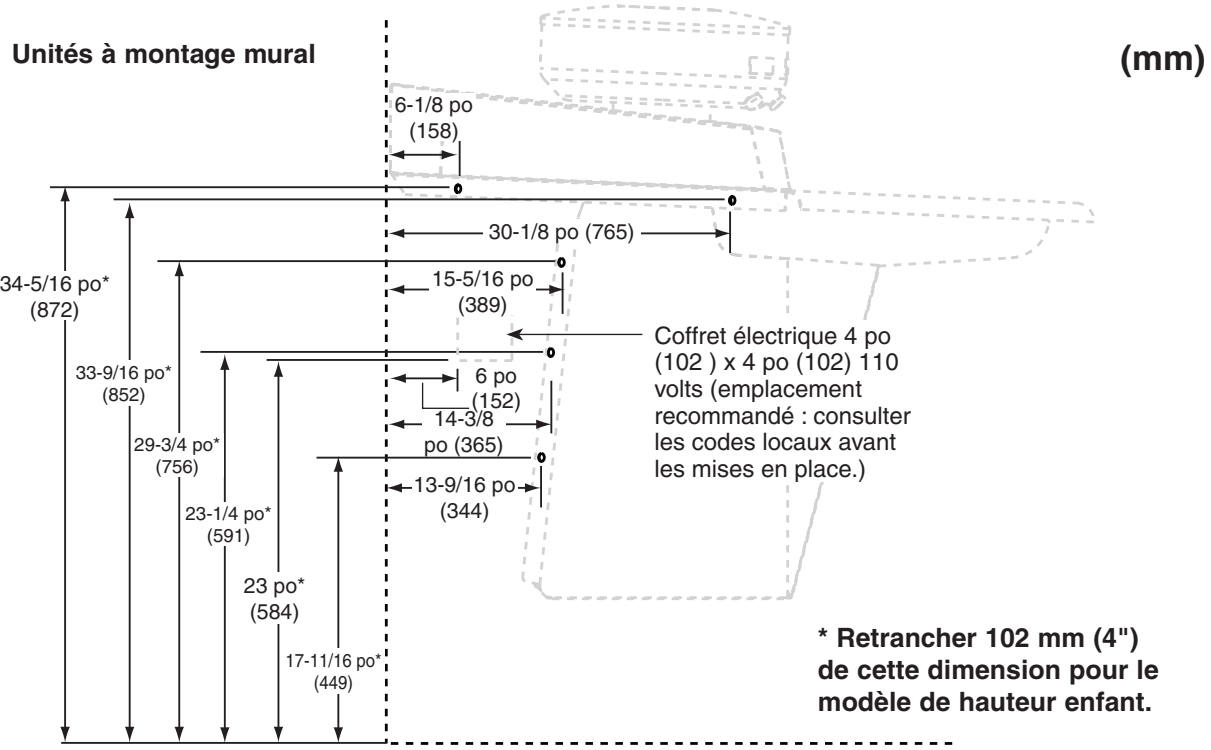 Unités à montage mural
(mm)
6-1/8 po
(158)
30-1/8 po (765)
34-5/16 po*
(872)
15-5/16 po
(389)
Coffret électrique 4 po
(102 ) x 4 po (102) 110
volts (emplacement
recommandé : consulter
les codes locaux avant
les mises en place.)
33-9/16 po*
(852)
6 po
(152)
14-3/8
po (365)
29-3/4 po*
(756)
13-9/16 po
(344)
23-1/4 po*
(591)
23 po*
(584)
17-11/16 po*
(449)
* Retrancher 102 mm (4")
de cette dimension pour le
modèle de hauteur enfant.